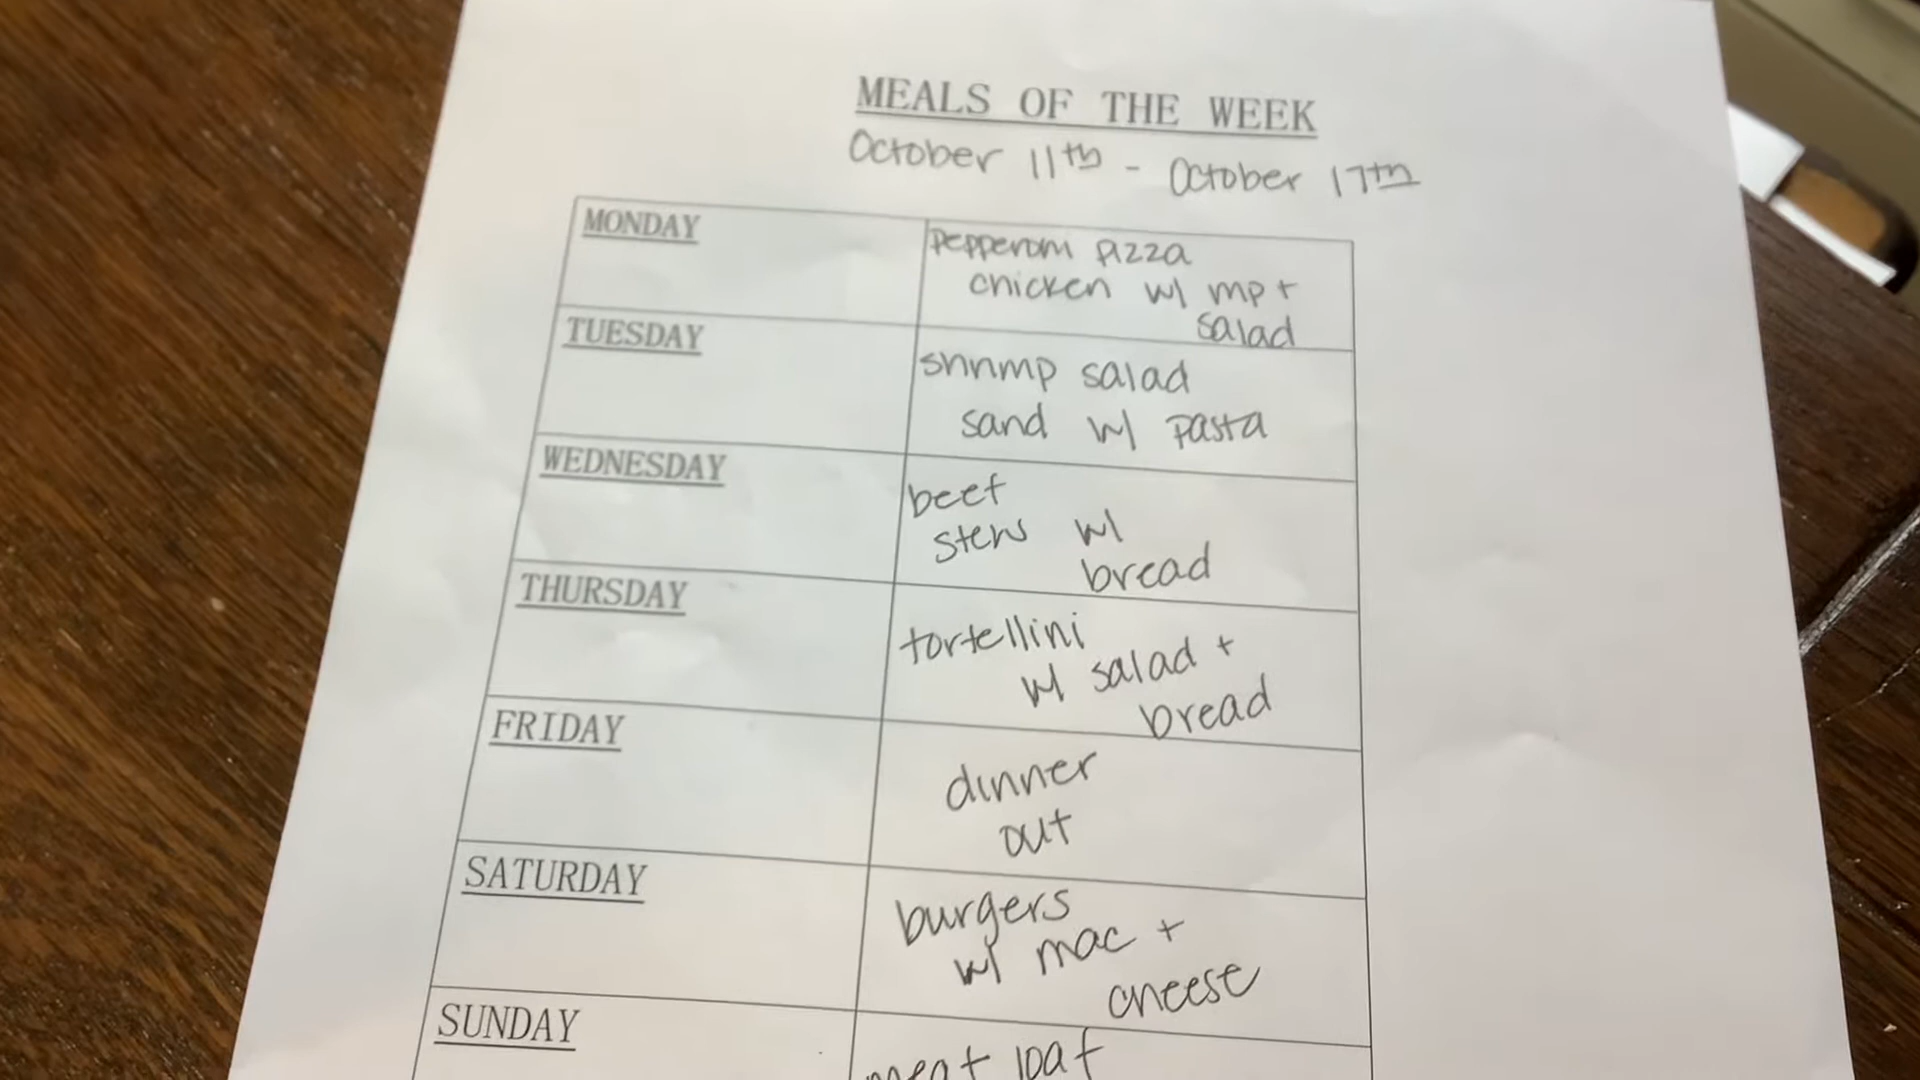 MEALS OF THE WEEK
October 11th - October 17th
MONDAY
pepperoni pizza
chicken w/ mp +
salad
TUESDAY
shrimp salad
sand w/ pasta
WEDNESDAY
beef
stew w/
bread
THURSDAY
tortellini
w/ salad +
bread
FRIDAY
dinner
out
SATURDAY
burgers
w/ mac +
cheese
SUNDAY
meat loaf